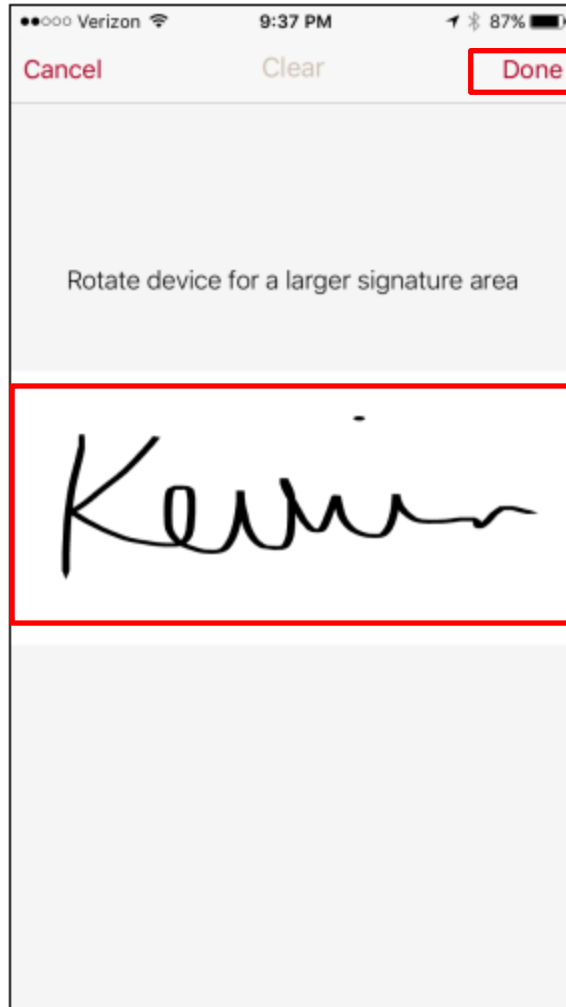 Verizon 9:37 PM 87%
Cancel Clear Done
Rotate device for a larger signature area
Kevin